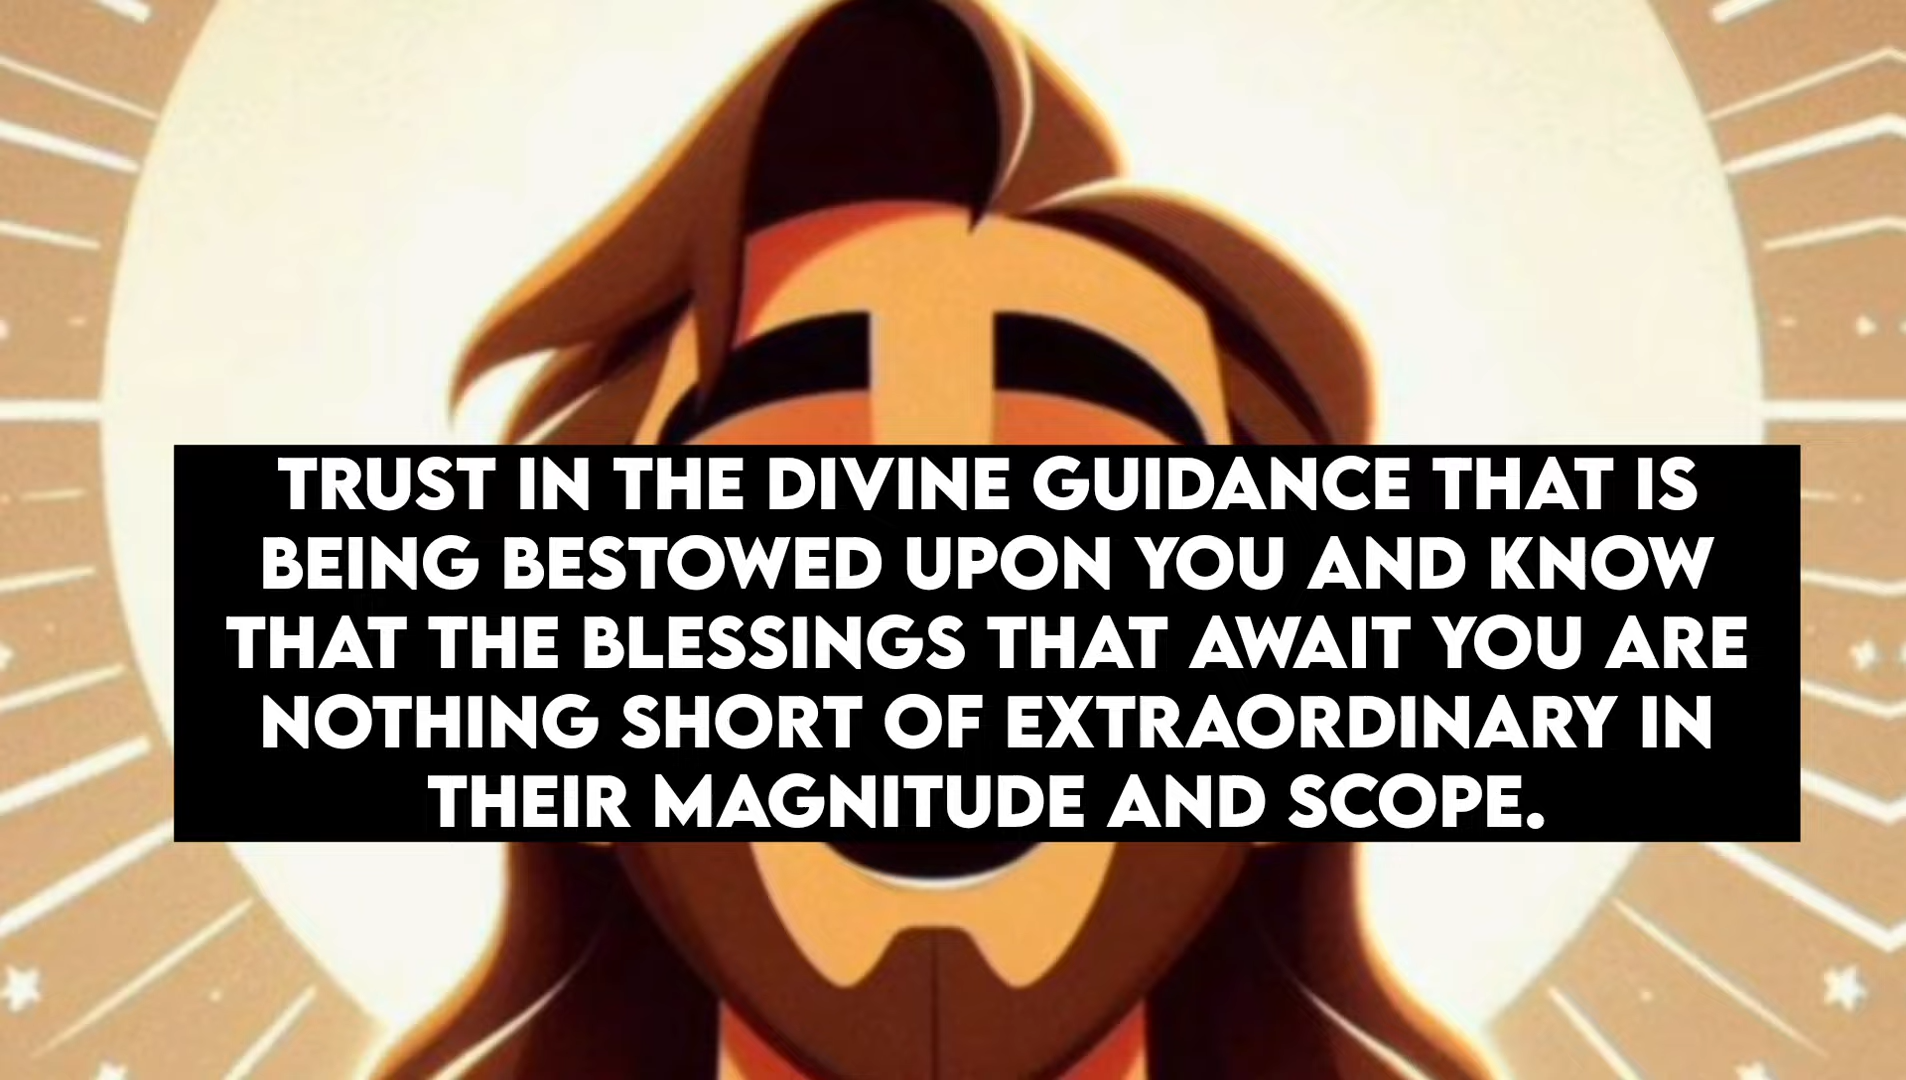 TRUST IN THE DIVINE GUIDANCE THAT IS
BEING BESTOWED UPON YOU AND KNOW
THAT THE BLESSINGS THAT AWAIT YOU ARE
NOTHING SHORT OF EXTRAORDINARY IN
THEIR MAGNITUDE AND SCOPE.